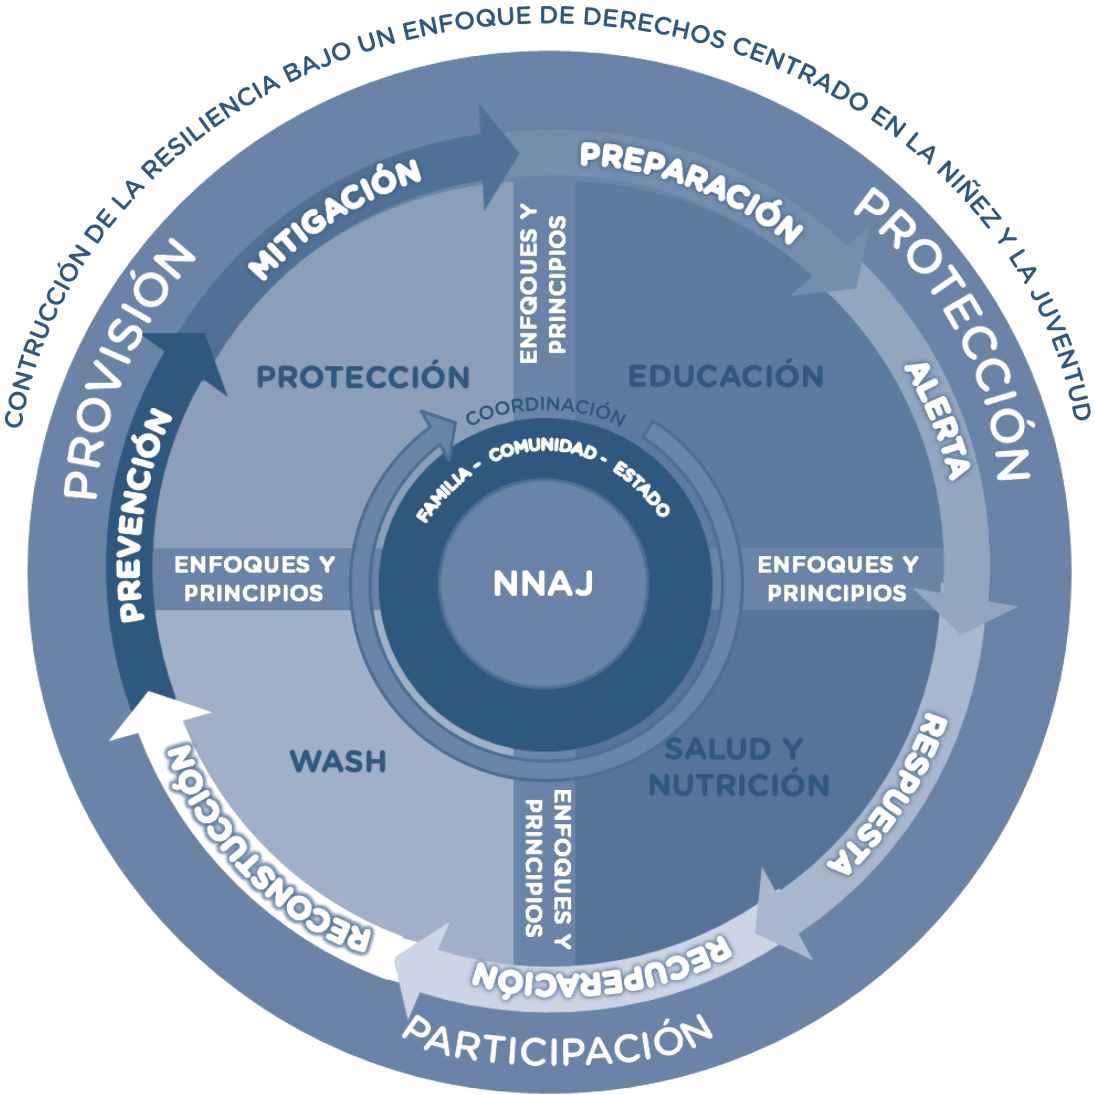 CONTRUCCIÓN DE LA RESILIENCIA BAJO UN ENFOQUE DE DERECHOS CENTRADO EN LA NIÑEZ Y LA JUVENTUD
PROVISIÓN
PROTECCIÓN
PARTICIPACIÓN
PREVENCIÓN
MITIGACIÓN
PREPARACIÓN
ALERTA
RESPUESTA
RECUPERACIÓN
RECONSTUCCIÓN
ENFQOUES Y
PRINCIPIOS
PROTECCIÓN
EDUCACIÓN
COORDINACIÓN
FAMILIA - COMUNIDAD - ESTADO
ENFOQUES Y
PRINCIPIOS
NNAJ
ENFOQUES Y
PRINCIPIOS
WASH
SALUD Y
NUTRICIÓN
ENFOQUES Y
PRINCIPIOS